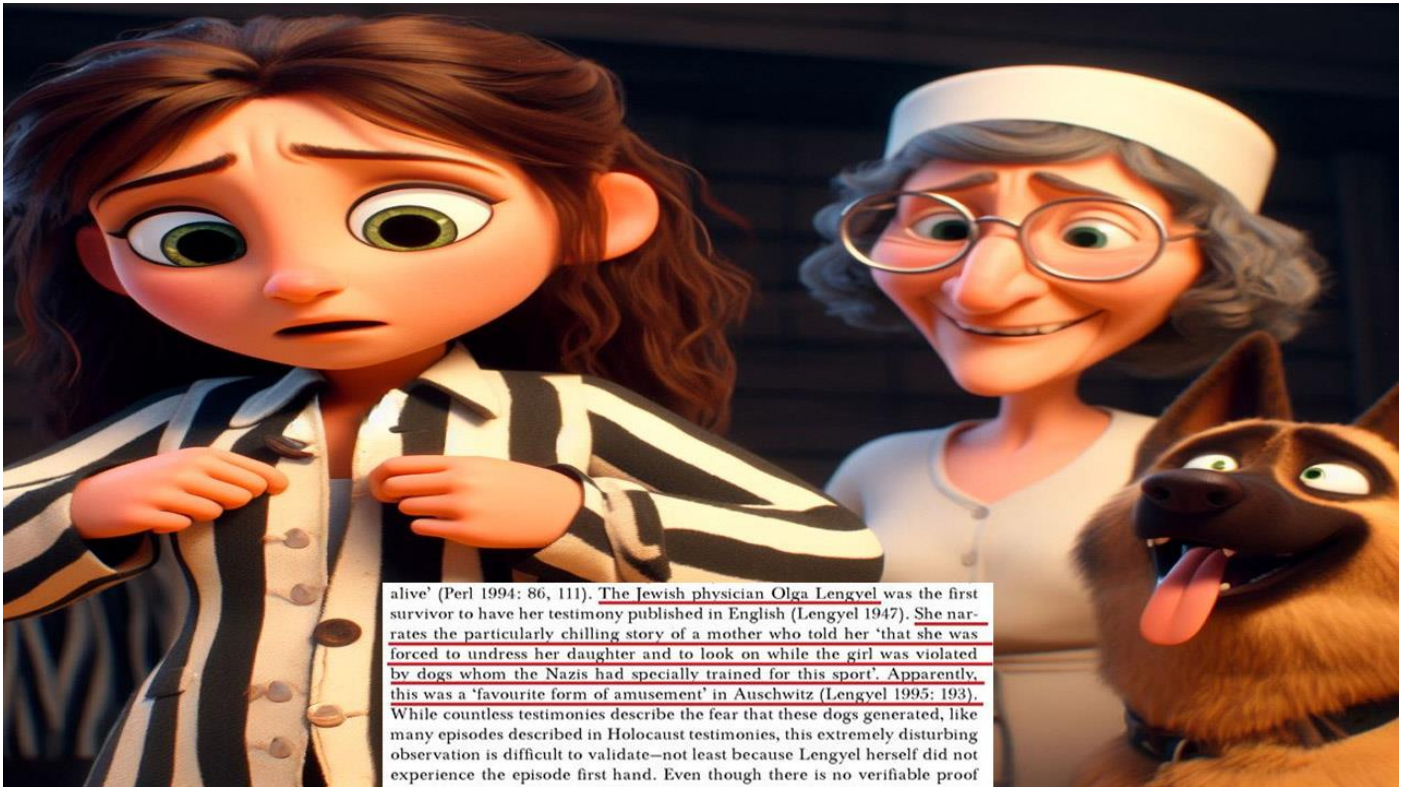 alive’ (Perl 1994: 86, 111). The Jewish physician Olga Lengyel was the first
survivor to have her testimony published in English (Lengyel 1947). She nar-
rates the particularly chilling story of a mother who told her ‘that she was
forced to undress her daughter and to look on while the girl was violated
by dogs whom the Nazis had specially trained for this sport’. Apparently,
this was a ‘favourite form of amusement’ in Auschwitz (Lengyel 1995: 193).
While countless testimonies describe the fear that these dogs generated, like
many episodes described in Holocaust testimonies, this extremely disturbing
observation is difficult to validate—not least because Lengyel herself did not
experience the episode first hand. Even though there is no verifiable proof